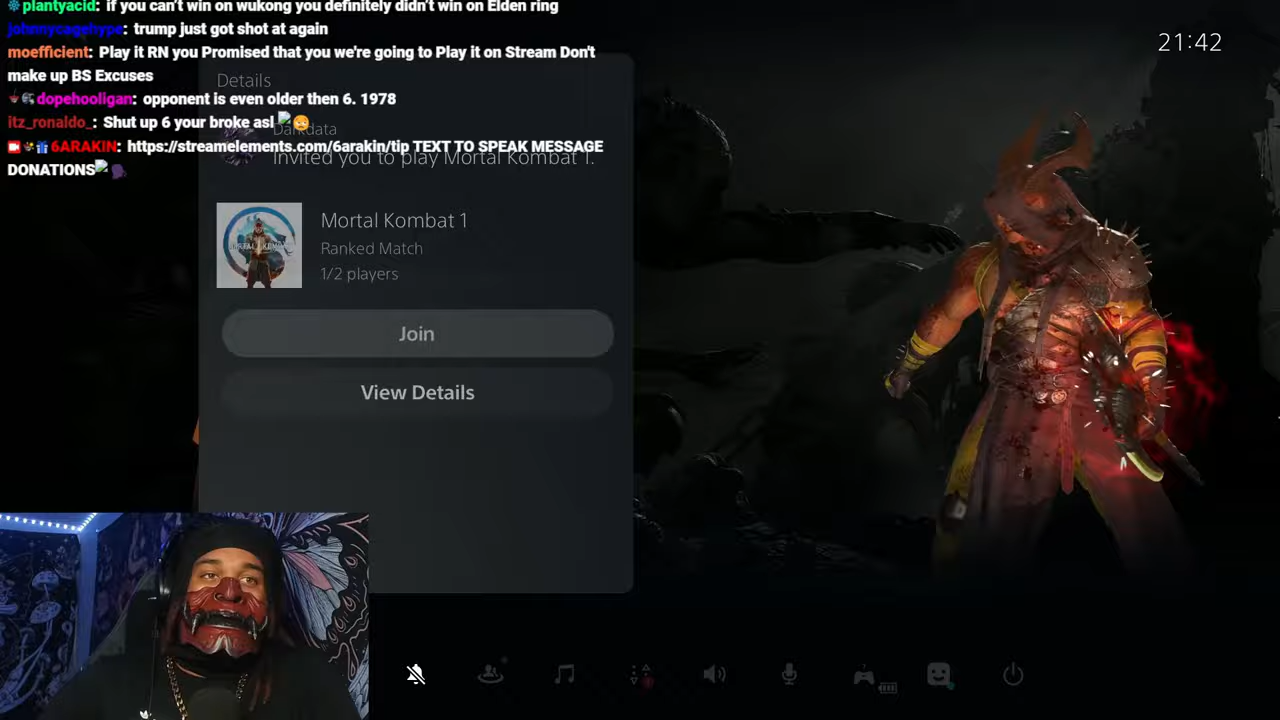 plantyacid: if you can't win on wukong you definitely didn't win on Elden ring
johnnycagehype: trump just got shot at again
moefficient: Play it RN you Promised that you we're going to Play it on Stream Don't
make up BS Excuses
dopehooligan: opponent is even older then 6. 1978
itz_ronaldo_: Shut up 6 your broke asl
6ARAKIN: https://streamelements.com/6arakin/tip TEXT TO SPEAK MESSAGE
DONATIONS
21:42
Details
Darkdata
Invited you to play Mortal Kombat 1.
Mortal Kombat 1
Ranked Match
1/2 players
Join
View Details